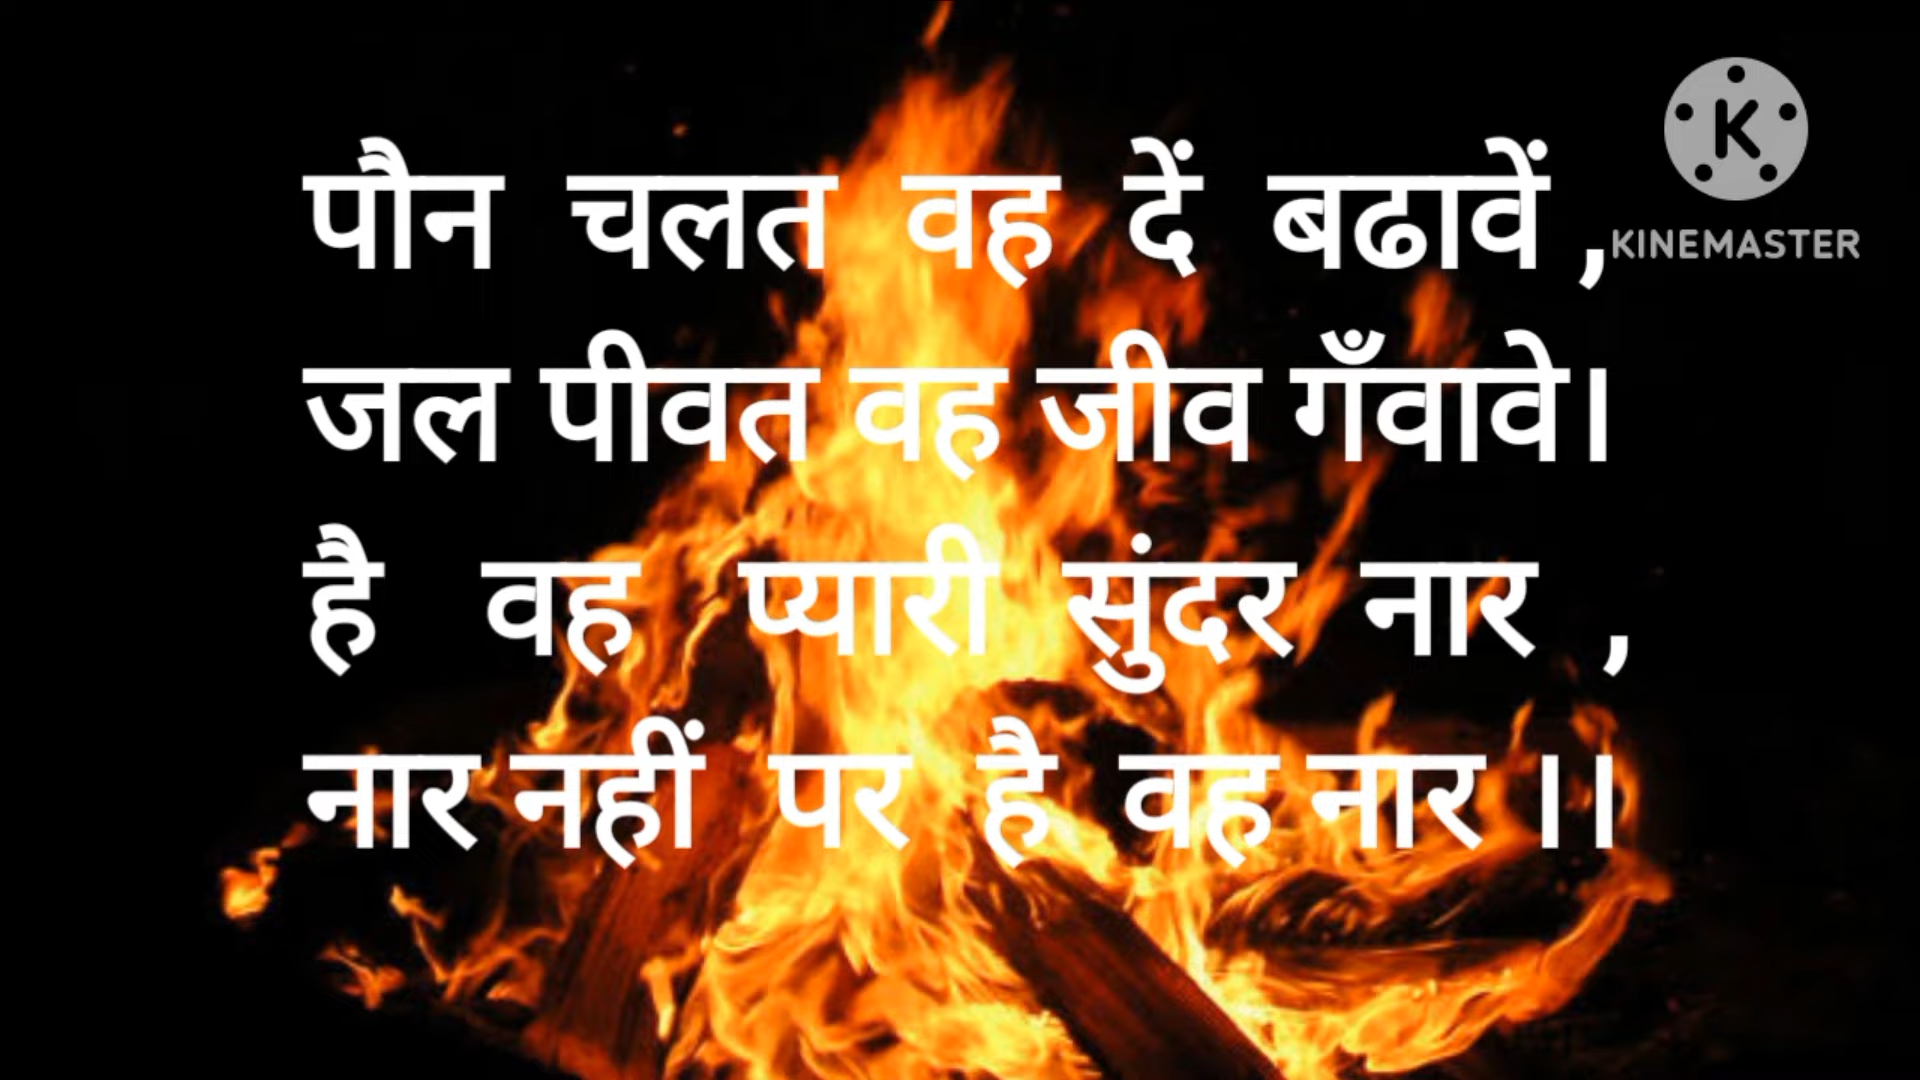 पौन चलत वह दें बढावें ,
जल पीवत वह जीव गँवावे।
है वह प्यारी सुंदर नार ,
नार नहीं पर है वह नार ।।
K
KINEMASTER